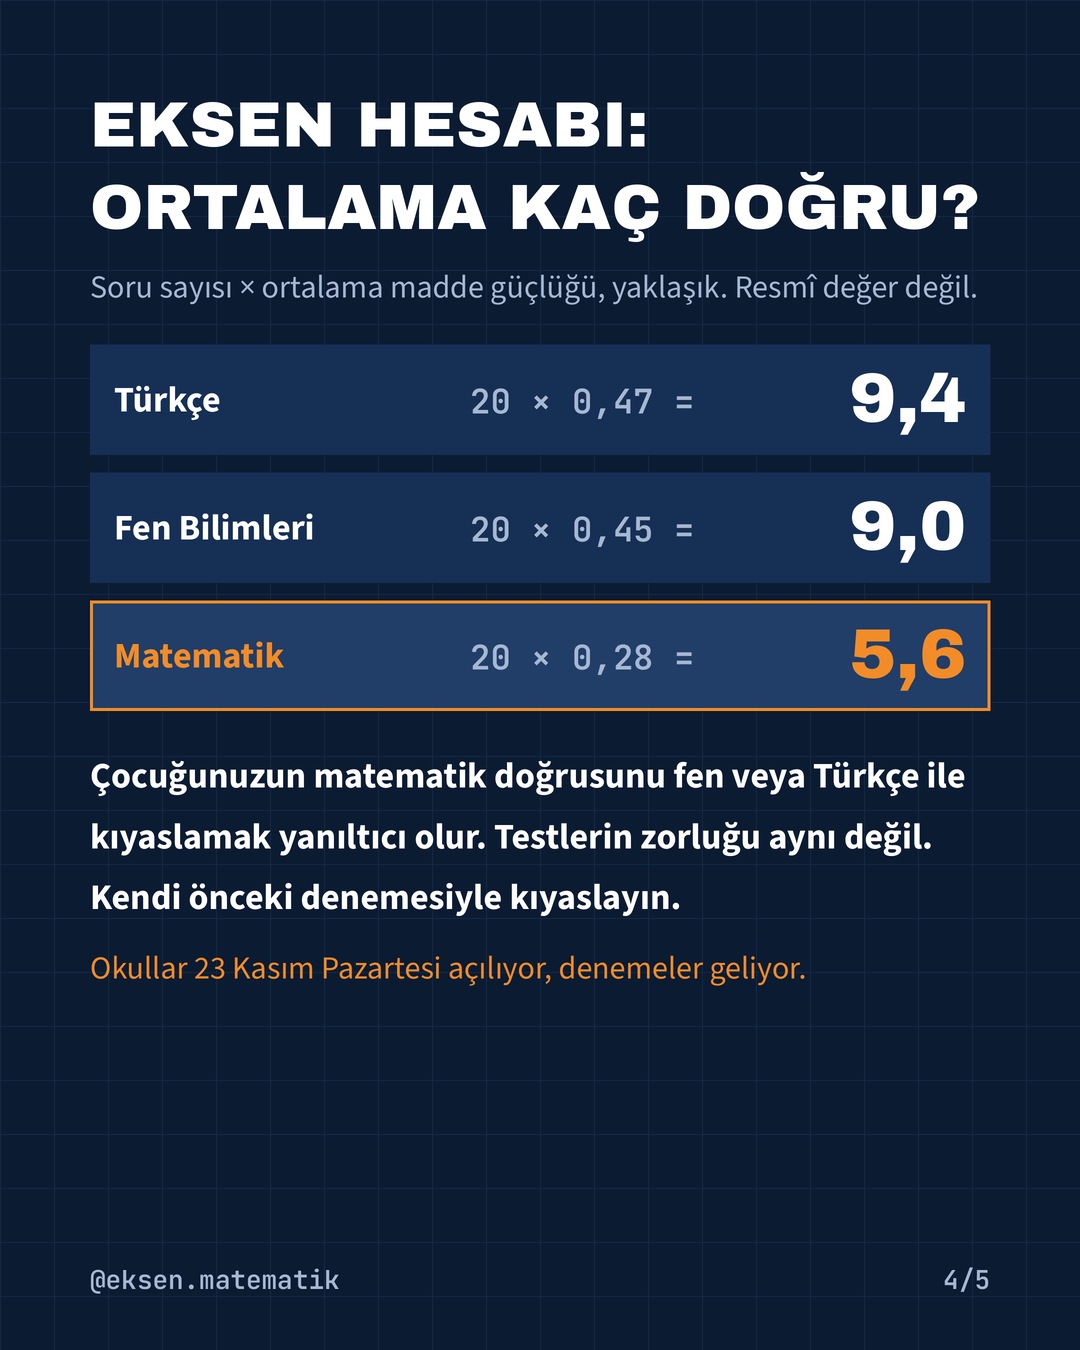 EKSEN HESABI:
ORTALAMA KAÇ DOĞRU?
Soru sayısı × ortalama madde güçlüğü, yaklaşık. Resmî değer değil.
Türkçe 20 × 0,47 = 9,4
Fen Bilimleri 20 × 0,45 = 9,0
Matematik 20 × 0,28 = 5,6
Çocuğunuzun matematik doğrusunu fen veya Türkçe ile
kıyaslamak yanıltıcı olur. Testlerin zorluğu aynı değil.
Kendi önceki denemesiyle kıyaslayın.
Okullar 23 Kasım Pazartesi açılıyor, denemeler geliyor.
@eksen.matematik 4/5